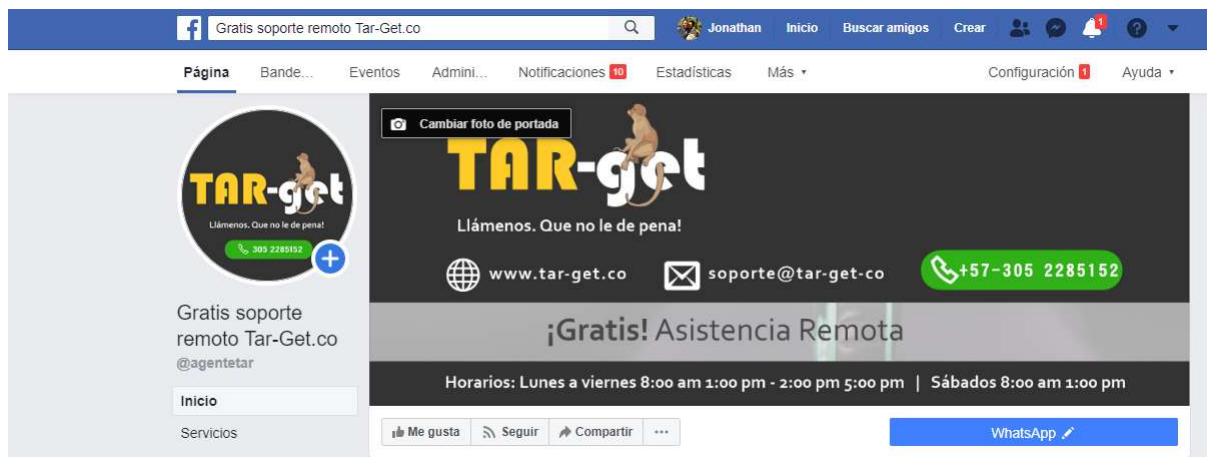 Gratis soporte remoto Tar-Get.co
Jonathan Inicio Buscar amigos Crear 1
Página Bande... Eventos Admini... Notificaciones 10 Estadísticas Más Configuración 1 Ayuda
TAR-get
Llámenos. Que no le de pena!
305 2285152
Gratis soporte
remoto Tar-Get.co
@agentetar
Inicio
Servicios
Cambiar foto de portada
TAR-get
Llámenos. Que no le de pena!
www.tar-get.co soporte@tar-get-co +57-305 2285152
¡Gratis! Asistencia Remota
Horarios: Lunes a viernes 8:00 am 1:00 pm - 2:00 pm 5:00 pm | Sábados 8:00 am 1:00 pm
Me gusta Seguir Compartir ... WhatsApp